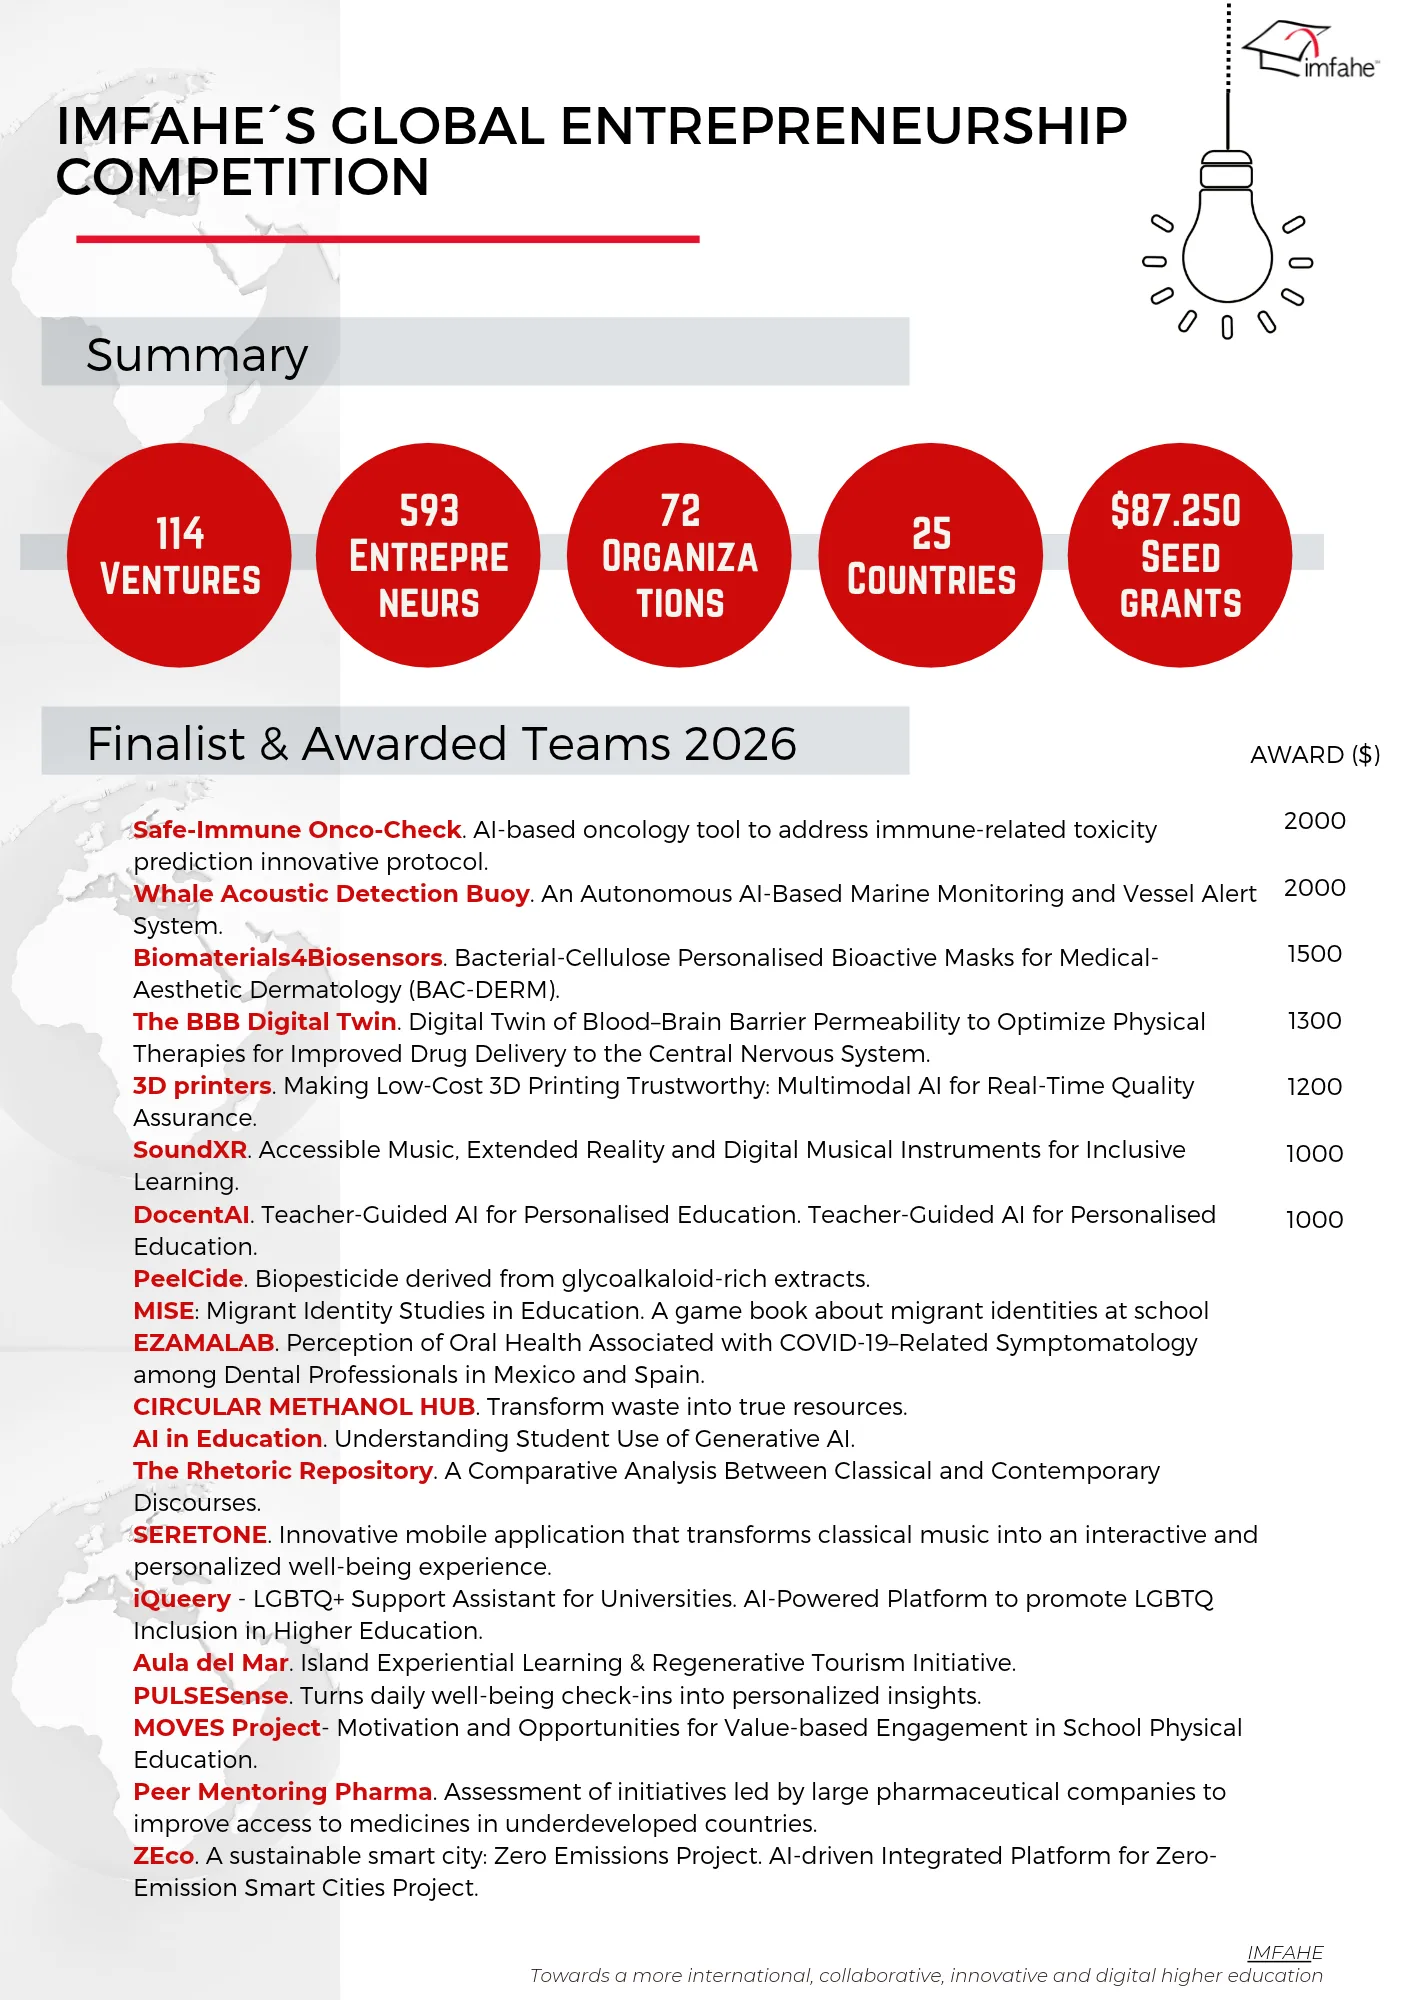 imfahe
IMFAHE´S GLOBAL ENTREPRENEURSHIP
COMPETITION
Summary
114
VENTURES
593
ENTREPRE
NEURS
72
ORGANIZA
TIONS
25
COUNTRIES
$87.250
SEED
GRANTS
Finalist & Awarded Teams 2026
AWARD ($)
Safe-Immune Onco-Check. AI-based oncology tool to address immune-related toxicity
2000
prediction innovative protocol.
Whale Acoustic Detection Buoy. An Autonomous AI-Based Marine Monitoring and Vessel Alert
2000
System.
Biomaterials4Biosensors. Bacterial-Cellulose Personalised Bioactive Masks for Medical-
1500
Aesthetic Dermatology (BAC-DERM).
The BBB Digital Twin. Digital Twin of Blood–Brain Barrier Permeability to Optimize Physical
1300
Therapies for Improved Drug Delivery to the Central Nervous System.
3D printers. Making Low-Cost 3D Printing Trustworthy: Multimodal AI for Real-Time Quality
1200
Assurance.
SoundXR. Accessible Music, Extended Reality and Digital Musical Instruments for Inclusive
1000
Learning.
DocentAI. Teacher-Guided AI for Personalised Education. Teacher-Guided AI for Personalised
1000
Education.
PeelCide. Biopesticide derived from glycoalkaloid-rich extracts.
MISE: Migrant Identity Studies in Education. A game book about migrant identities at school
EZAMALAB. Perception of Oral Health Associated with COVID-19–Related Symptomatology
among Dental Professionals in Mexico and Spain.
CIRCULAR METHANOL HUB. Transform waste into true resources.
AI in Education. Understanding Student Use of Generative AI.
The Rhetoric Repository. A Comparative Analysis Between Classical and Contemporary
Discourses.
SERETONE. Innovative mobile application that transforms classical music into an interactive and
personalized well-being experience.
iQueery - LGBTQ+ Support Assistant for Universities. AI-Powered Platform to promote LGBTQ
Inclusion in Higher Education.
Aula del Mar. Island Experiential Learning & Regenerative Tourism Initiative.
PULSESense. Turns daily well-being check-ins into personalized insights.
MOVES Project- Motivation and Opportunities for Value-based Engagement in School Physical
Education.
Peer Mentoring Pharma. Assessment of initiatives led by large pharmaceutical companies to
improve access to medicines in underdeveloped countries.
ZEco. A sustainable smart city: Zero Emissions Project. AI-driven Integrated Platform for Zero-
Emission Smart Cities Project.
IMFAHE
Towards a more international, collaborative, innovative and digital higher education